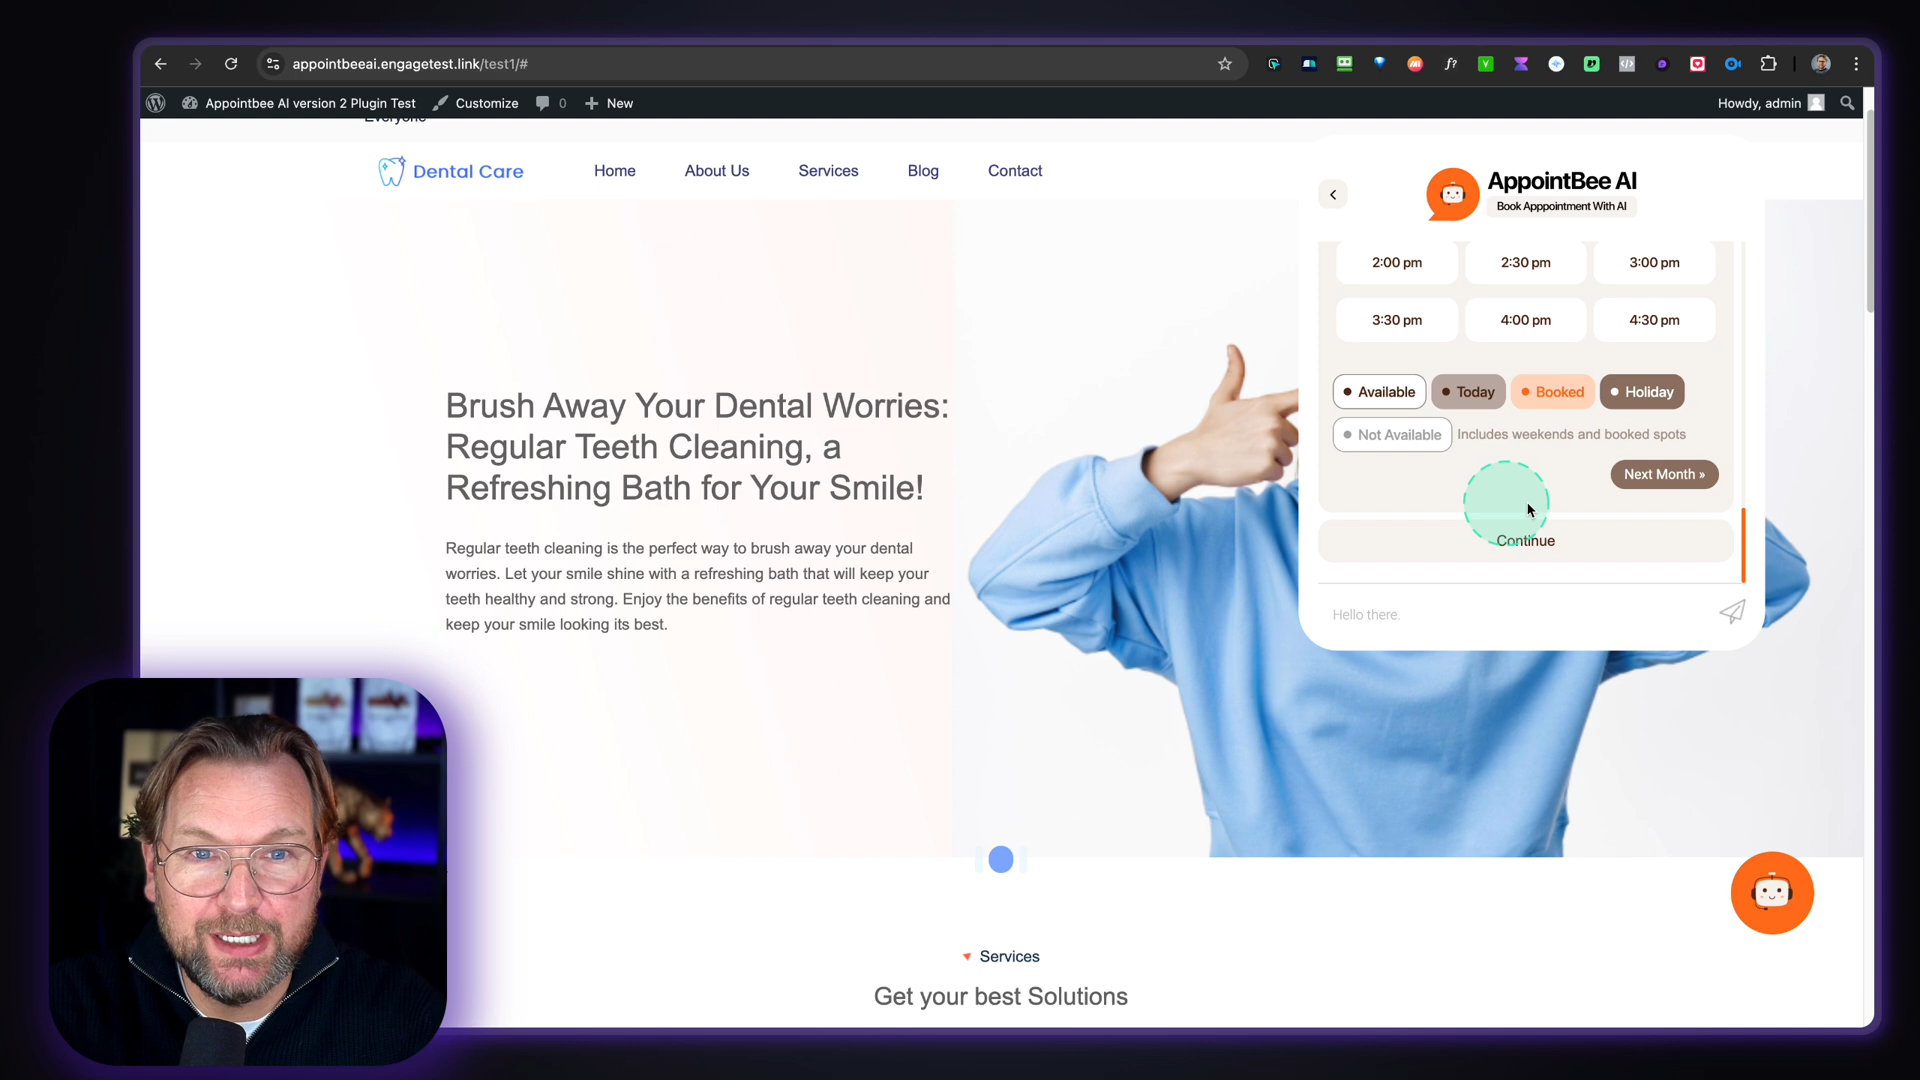 appointbeeai.engagetest.link/test1/#
Appointbee AI version 2 Plugin Test Customize 0 New Howdy, admin
Everyone
Dental Care Home About Us Services Blog Contact
AppointBee AI
Book Apppointment With AI
2:00 pm 2:30 pm 3:00 pm
3:30 pm 4:00 pm 4:30 pm
Available Today Booked Holiday
Not Available Includes weekends and booked spots
Next Month »
Continue
Hello there.
Brush Away Your Dental Worries:
Regular Teeth Cleaning, a
Refreshing Bath for Your Smile!
Regular teeth cleaning is the perfect way to brush away your dental
worries. Let your smile shine with a refreshing bath that will keep your
teeth healthy and strong. Enjoy the benefits of regular teeth cleaning and
keep your smile looking its best.
Services
Get your best Solutions